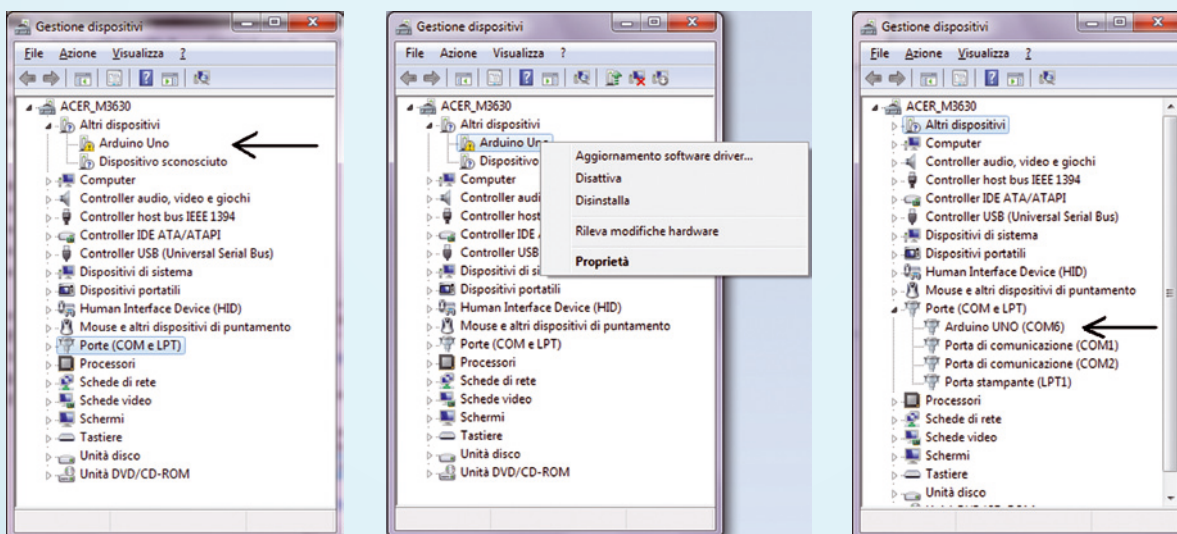 Gestione dispositivi
File Azione Visualizza ?
ACER_M3630
Altri dispositivi
Arduino Uno
Dispositivo sconosciuto
Computer
Controller audio, video e giochi
Controller host bus IEEE 1394
Controller IDE ATA/ATAPI
Controller USB (Universal Serial Bus)
Dispositivi di sistema
Dispositivi portatili
Human Interface Device (HID)
Mouse e altri dispositivi di puntamento
Porte (COM e LPT)
Processori
Schede di rete
Schede video
Schermi
Tastiere
Unità disco
Unità DVD/CD-ROM
Gestione dispositivi
File Azione Visualizza ?
ACER_M3630
Altri dispositivi
Arduino
Dispositivo
Computer
Controller
Controller host
Controller IDE
Controller USB
Dispositivi di
Dispositivi portatili
Human Interface Device (HID)
Mouse e altri dispositivi di puntamento
Porte (COM e LPT)
Processori
Schede di rete
Schede video
Schermi
Tastiere
Unità disco
Unità DVD/CD-ROM
Aggiornamento software driver...
Disattiva
Disinstalla
Rileva modifiche hardware
Proprietà
Gestione dispositivi
File Azione Visualizza ?
ACER_M3630
Altri dispositivi
Computer
Controller audio, video e giochi
Controller host bus IEEE 1394
Controller IDE ATA/ATAPI
Controller USB (Universal Serial Bus)
Dispositivi di sistema
Dispositivi portatili
Human Interface Device (HID)
Mouse e altri dispositivi di puntamento
Porte (COM e LPT)
Arduino UNO (COM6)
Porta di comunicazione (COM1)
Porta di comunicazione (COM2)
Porta stampante (LPT1)
Processori
Schede di rete
Schede video
Schermi
Tastiere
Unità disco